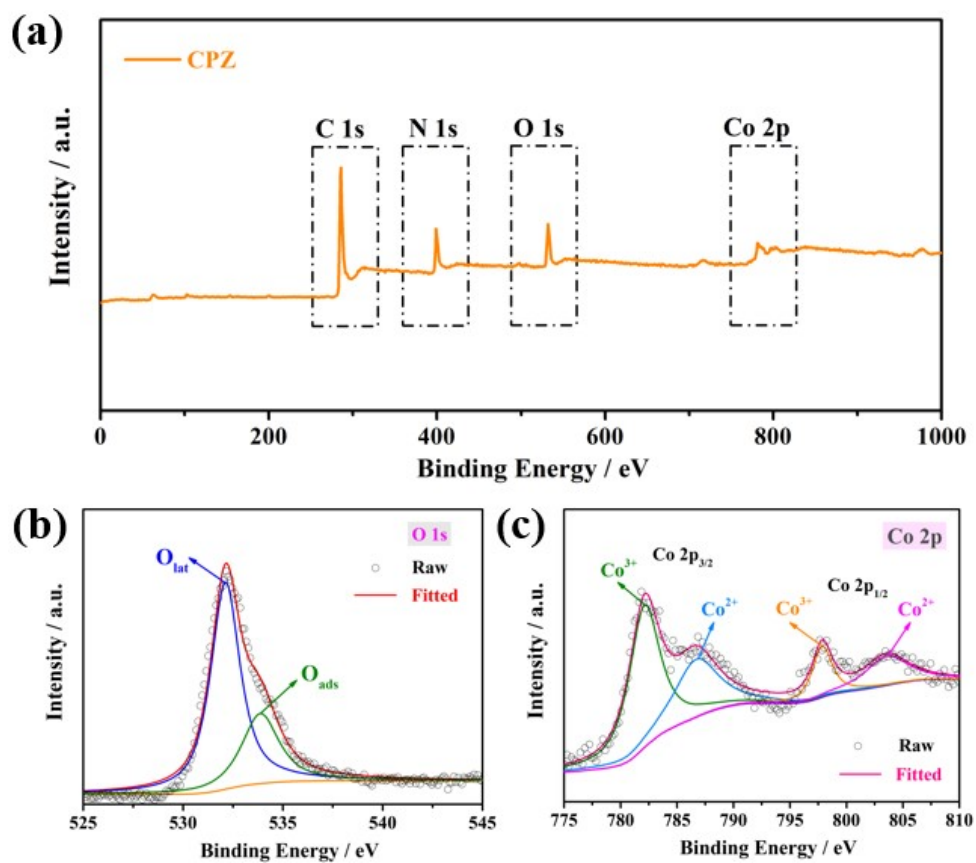 (a)
CPZ
C 1s N 1s O 1s Co 2p
Intensity / a.u.
0 200 400 600 800 1000
Binding Energy / eV
(b)
O 1s
O_lat
Raw
Fitted
O_ads
Intensity / a.u.
525 530 535 540 545
Binding Energy / eV
(c)
Co 2p
Co³⁺ Co 2p₃/₂
Co²⁺ Co³⁺ Co 2p₁/₂ Co²⁺
Intensity / a.u.
Raw
Fitted
775 780 785 790 795 800 805 810
Binding Energy / eV